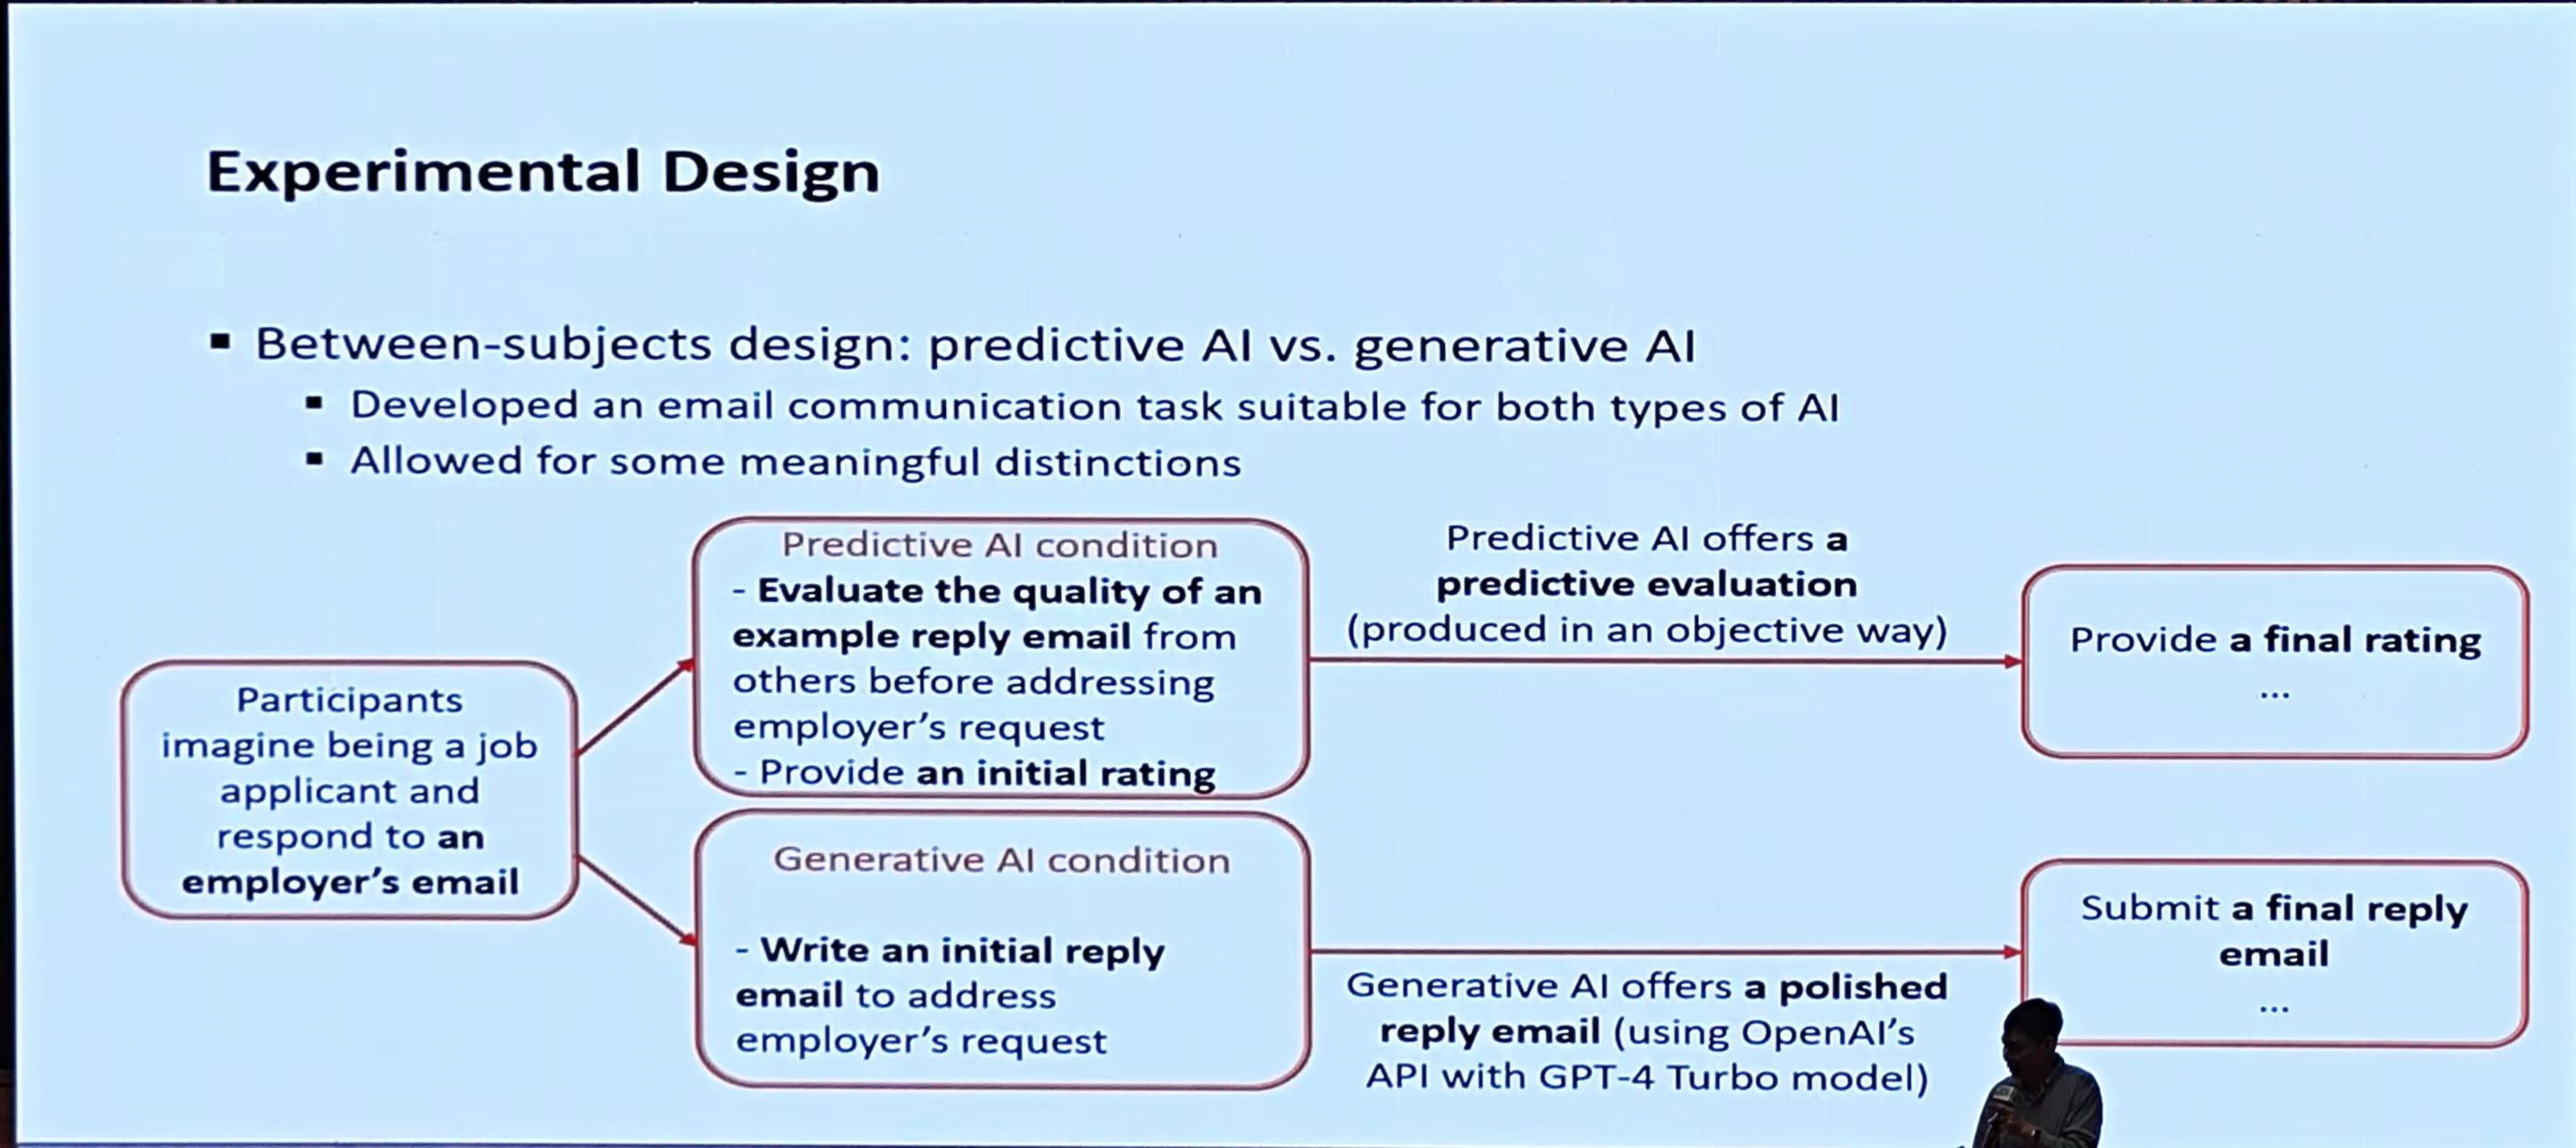 Experimental Design
▪ Between-subjects design: predictive AI vs. generative AI
▪ Developed an email communication task suitable for both types of AI
▪ Allowed for some meaningful distinctions
Participants
imagine being a job
applicant and
respond to an
employer's email
Predictive AI condition
- Evaluate the quality of an
example reply email from
others before addressing
employer's request
- Provide an initial rating
Predictive AI offers a
predictive evaluation
(produced in an objective way)
Provide a final rating
...
Generative AI condition
- Write an initial reply
email to address
employer's request
Generative AI offers a polished
reply email (using OpenAI's
API with GPT-4 Turbo model)
Submit a final reply
email
...